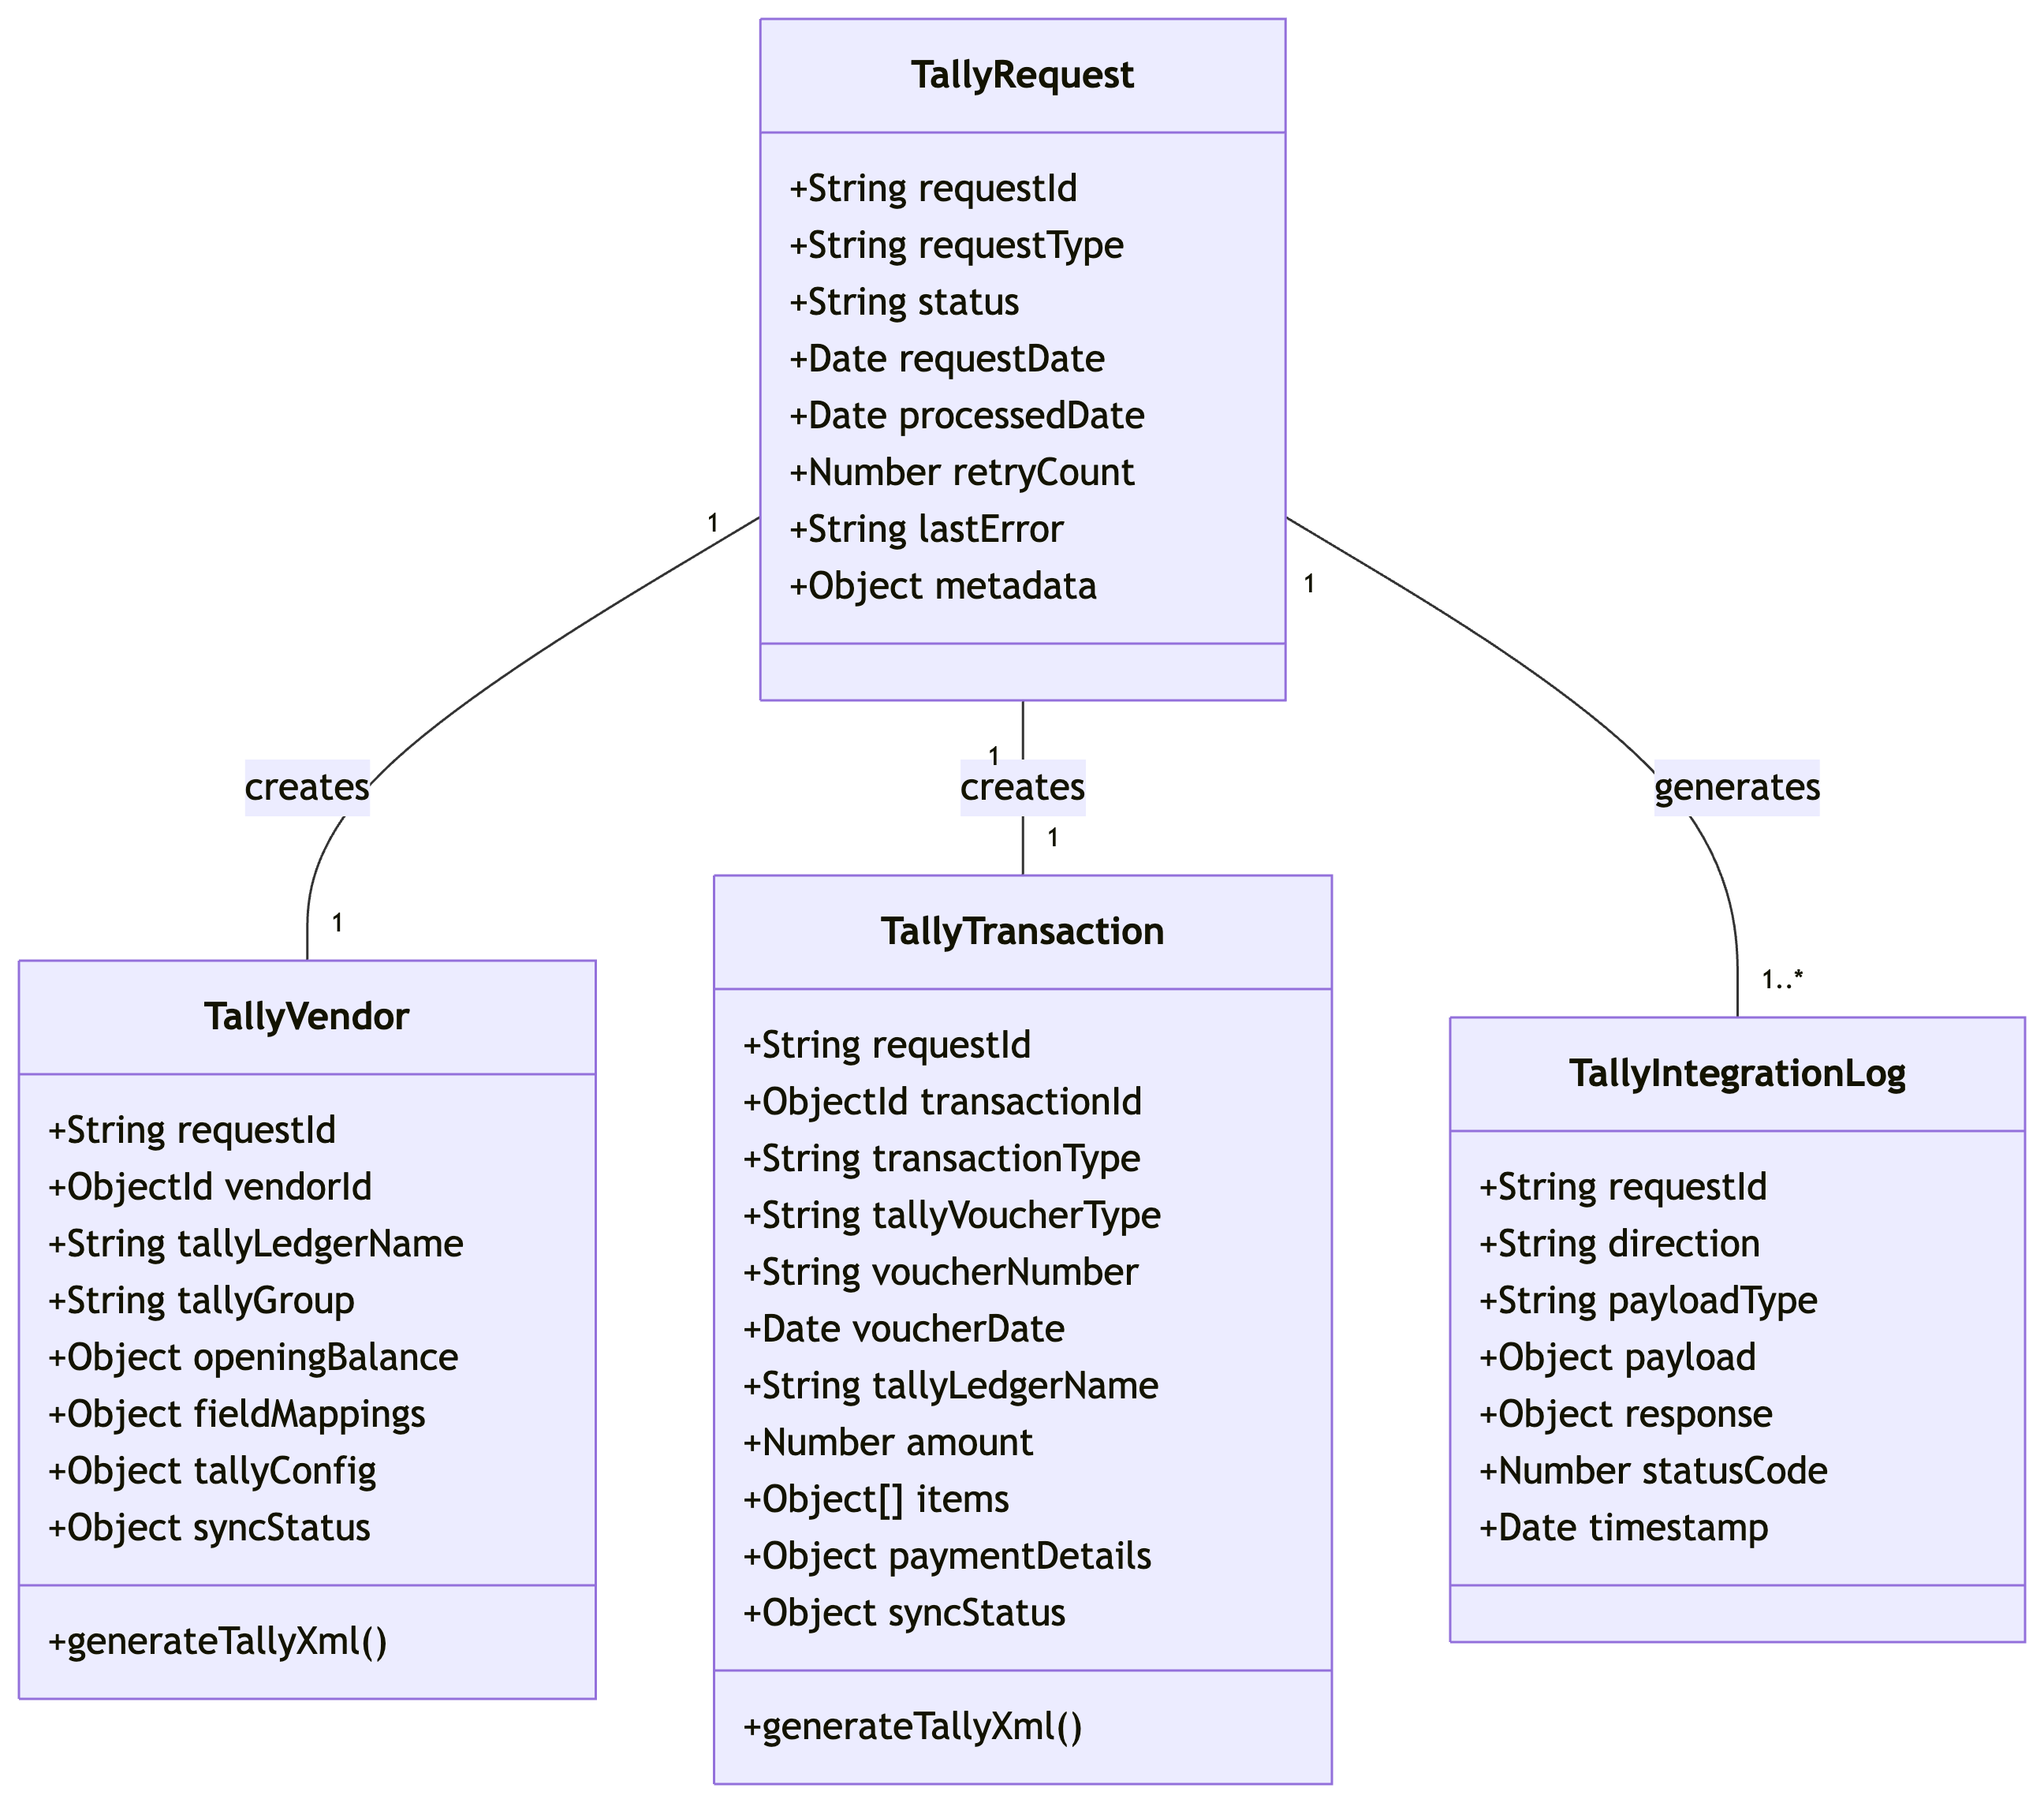 TallyRequest
+String requestId
+String requestType
+String status
+Date requestDate
+Date processedDate
+Number retryCount
+String lastError
+Object metadata
1
1
1
creates
creates
generates
1
1
1..*
TallyVendor
+String requestId
+ObjectId vendorId
+String tallyLedgerName
+String tallyGroup
+Object openingBalance
+Object fieldMappings
+Object tallyConfig
+Object syncStatus
+generateTallyXml()
TallyTransaction
+String requestId
+ObjectId transactionId
+String transactionType
+String tallyVoucherType
+String voucherNumber
+Date voucherDate
+String tallyLedgerName
+Number amount
+Object[] items
+Object paymentDetails
+Object syncStatus
+generateTallyXml()
TallyIntegrationLog
+String requestId
+String direction
+String payloadType
+Object payload
+Object response
+Number statusCode
+Date timestamp